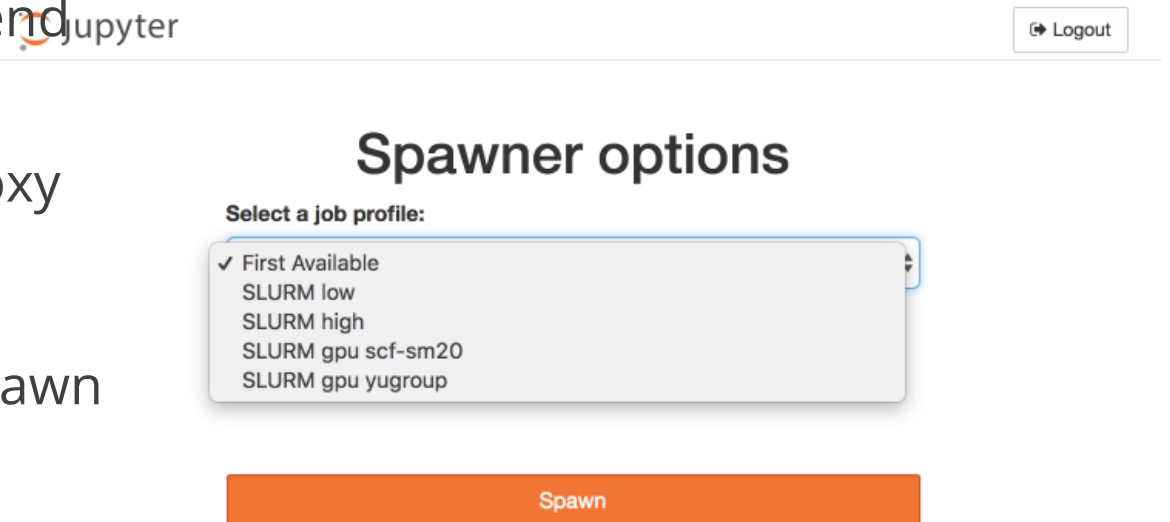 end
jupyter
Logout
Spawner options
oxy
Select a job profile:
✓ First Available
SLURM low
SLURM high
SLURM gpu scf-sm20
SLURM gpu yugroup
awn
Spawn